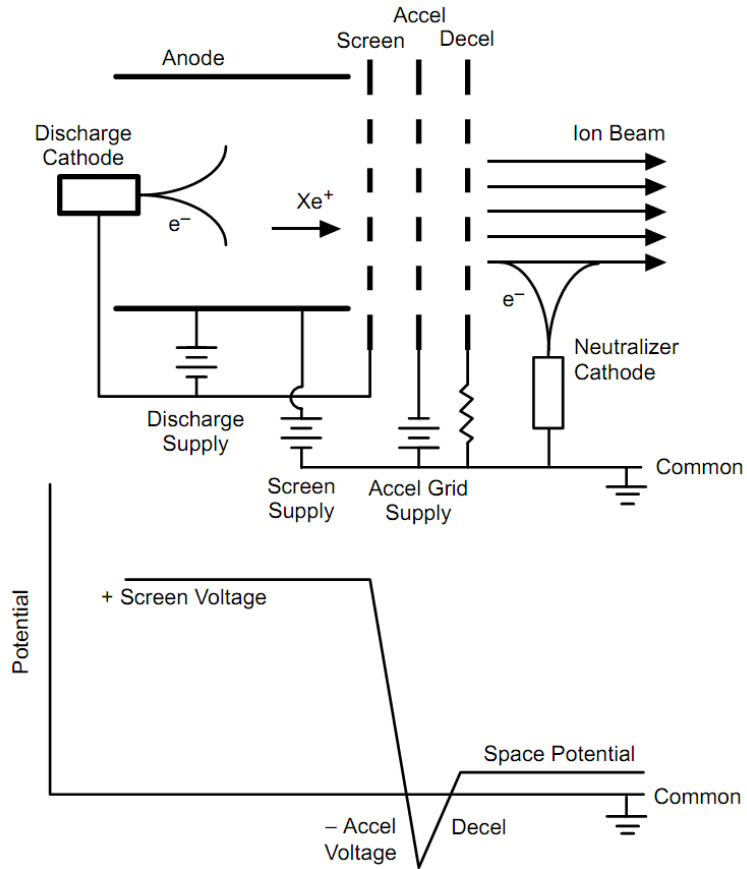 Accel
Screen
Decel
Anode
Discharge
Cathode
Ion Beam
Xe⁺
e⁻
e⁻
Neutralizer
Cathode
Discharge
Supply
Common
Screen
Supply
Accel Grid
Supply
Potential
+ Screen Voltage
Space Potential
Common
– Accel
Voltage
Decel